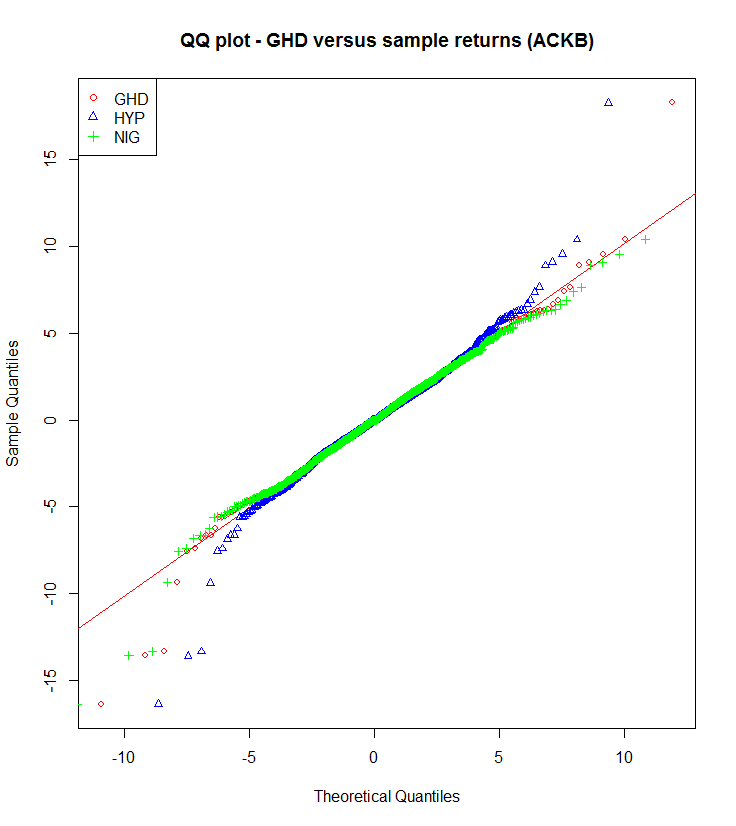 QQ plot - GHD versus sample returns (ACKB)
GHD
HYP
NIG
15
10
5
0
-5
-10
-15
Sample Quantiles
-10 -5 0 5 10
Theoretical Quantiles